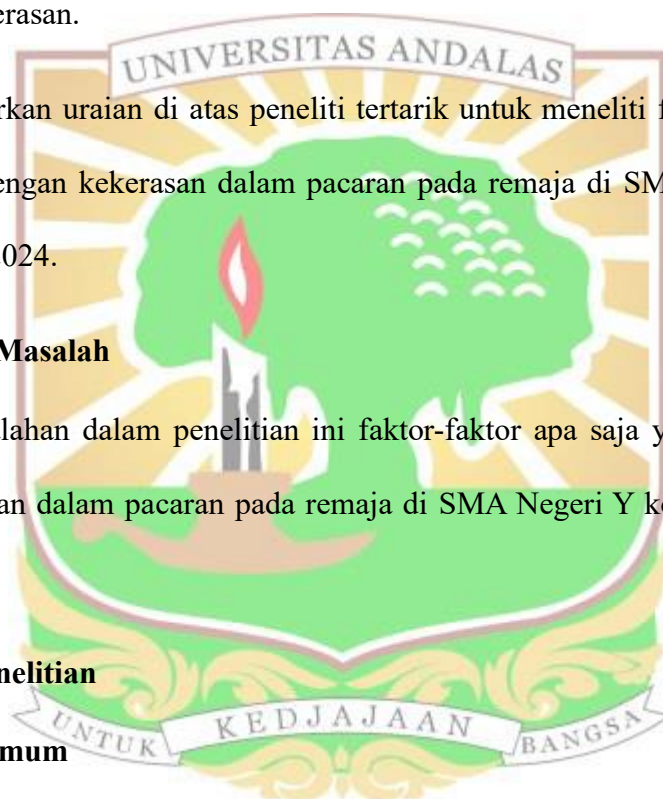 erasan.
UNIVERSITAS ANDALAS
rkan uraian di atas peneliti tertarik untuk meneliti f
engan kekerasan dalam pacaran pada remaja di SM
024.
Masalah
lahan dalam penelitian ini faktor-faktor apa saja y
an dalam pacaran pada remaja di SMA Negeri Y k
nelitian
UNTUK KEDJAJAAN BANGSA
mum